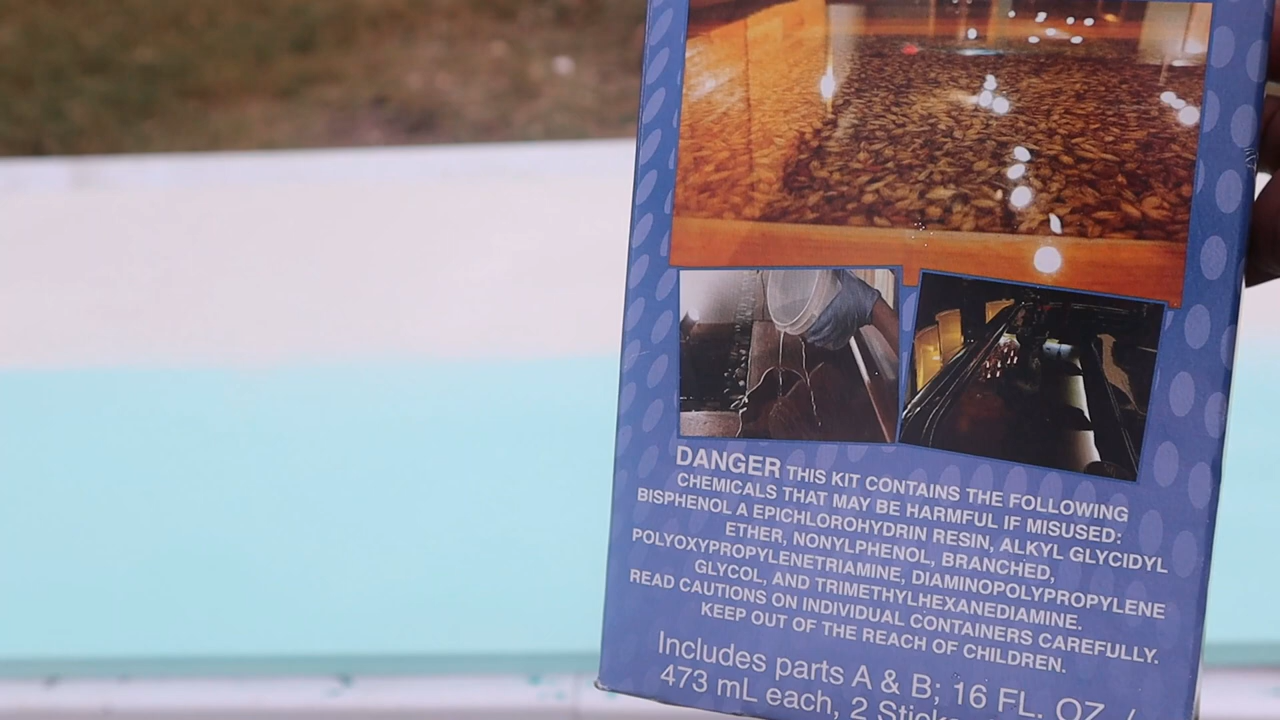 DANGER THIS KIT CONTAINS THE FOLLOWING
CHEMICALS THAT MAY BE HARMFUL IF MISUSED:
BISPHENOL A EPICHLOROHYDRIN RESIN, ALKYL GLYCIDYL
ETHER, NONYLPHENOL, BRANCHED,
POLYOXYPROPYLENETRIAMINE, DIAMINOPOLYPROPYLENE
GLYCOL, AND TRIMETHYLHEXANEDIAMINE.
READ CAUTIONS ON INDIVIDUAL CONTAINERS CAREFULLY.
KEEP OUT OF THE REACH OF CHILDREN.
Includes parts A & B; 16 FL. OZ. /
473 mL each, 2